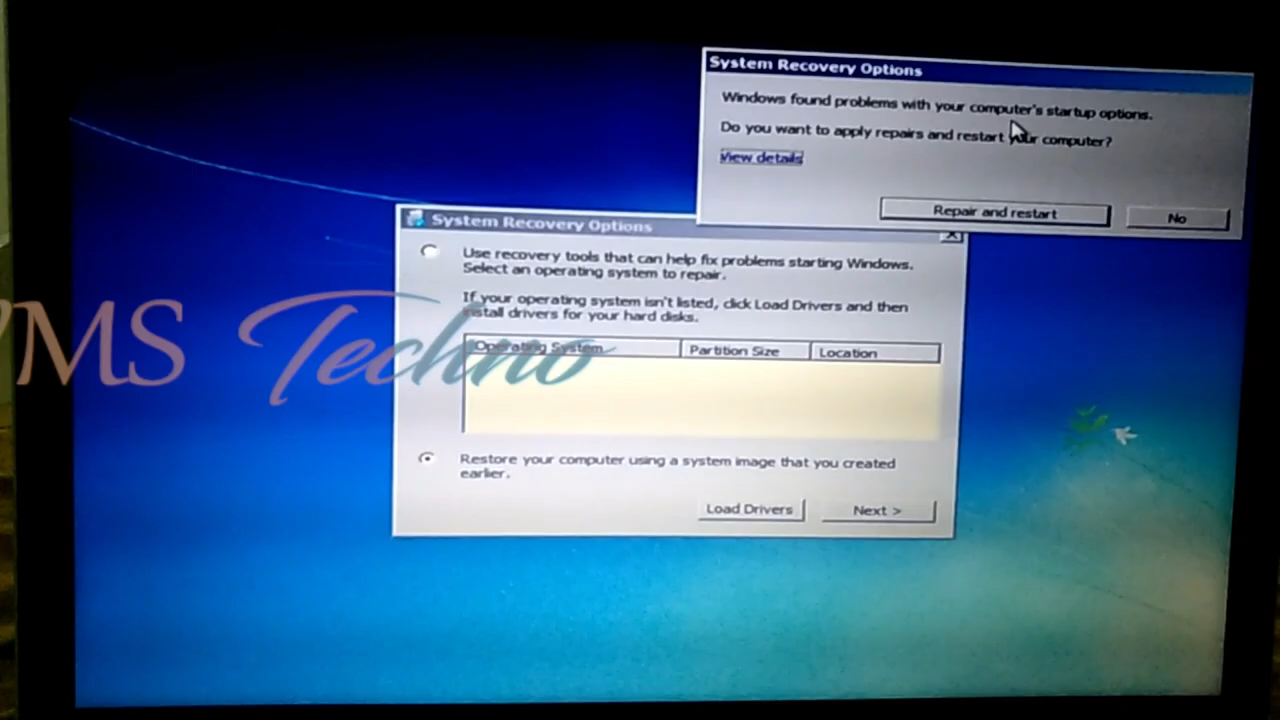 System Recovery Options
Windows found problems with your computer's startup options.
Do you want to apply repairs and restart your computer?
View details
Repair and restart
No
System Recovery Options
Use recovery tools that can help fix problems starting Windows.
Select an operating system to repair.
If your operating system isn't listed, click Load Drivers and then
install drivers for your hard disks.
Operating System
Partition Size
Location
Restore your computer using a system image that you created
earlier.
Load Drivers
Next >
MS Techno